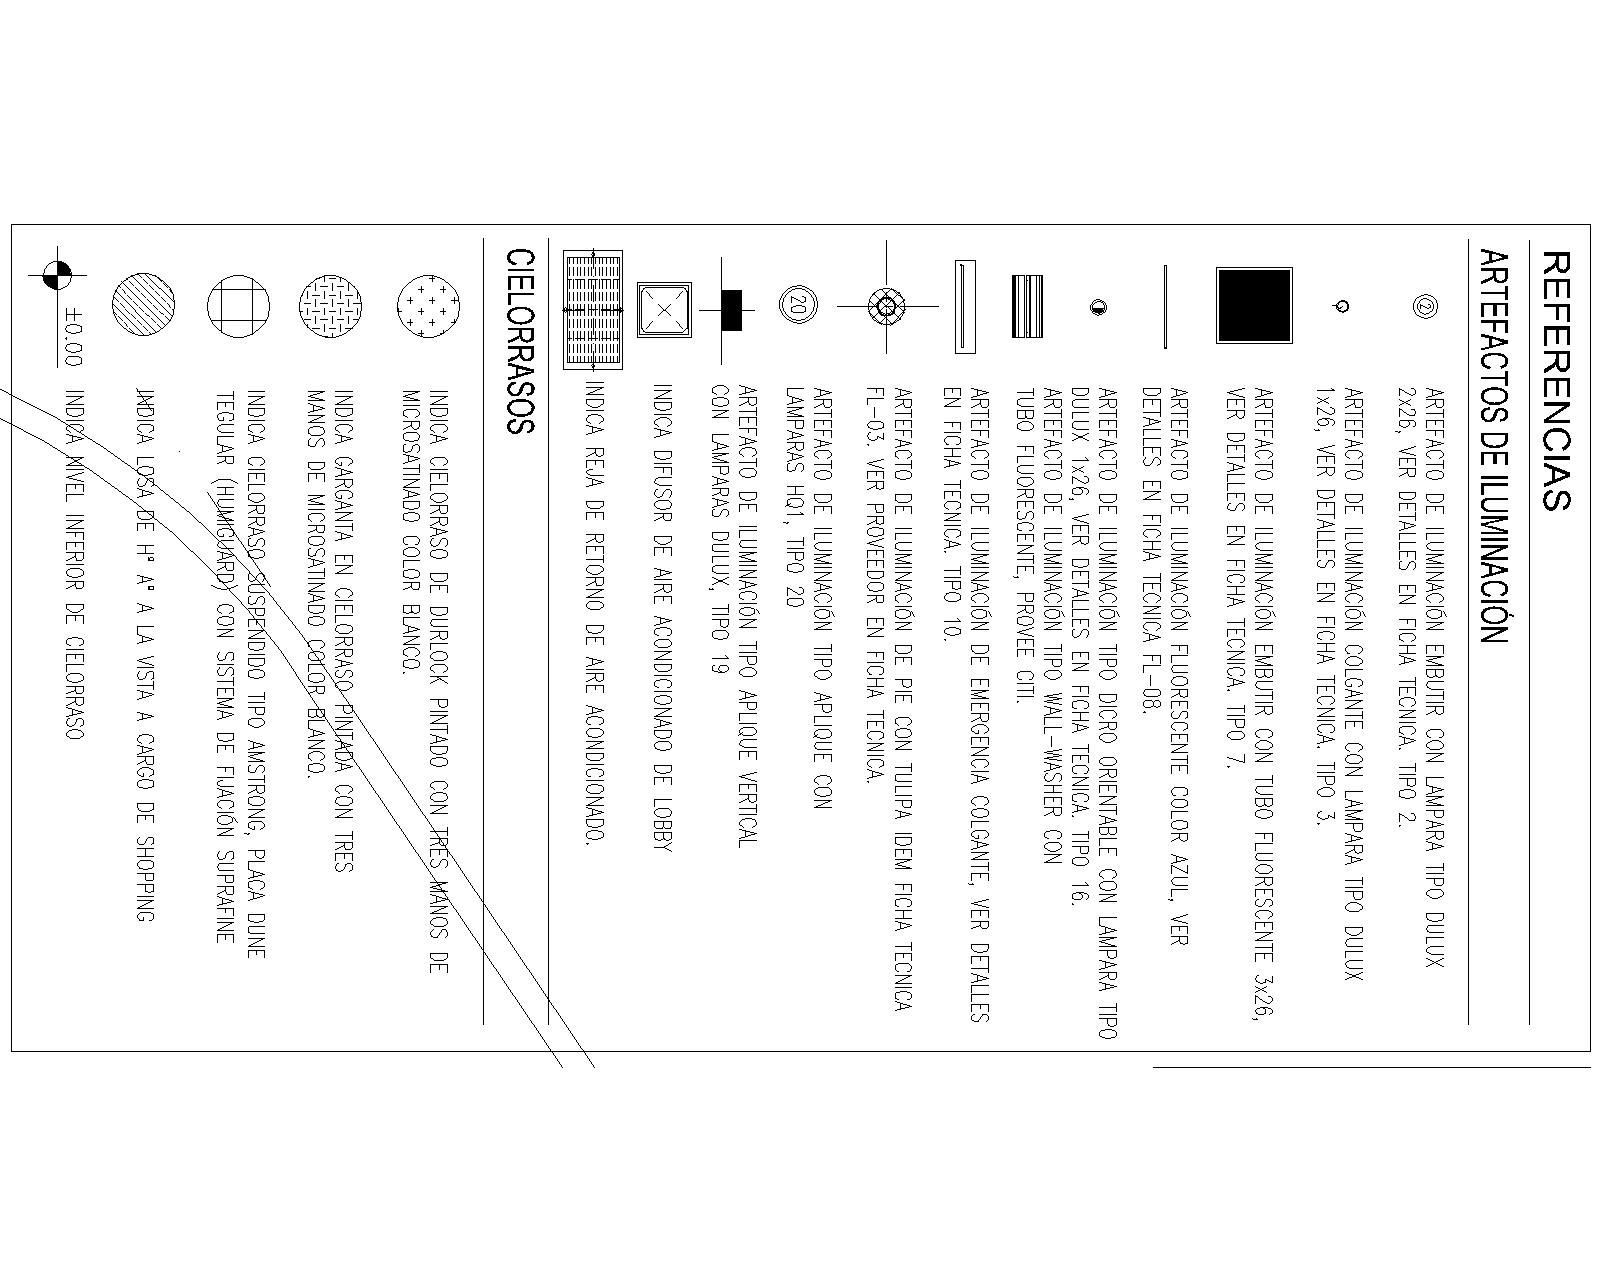 REFERENCIAS
ARTEFACTOS DE ILUMINACIÓN
2
ARTEFACTO DE ILUMINACIÓN EMBUTIR CON LAMPARA TIPO DULUX
2x26, VER DETALLES EN FICHA TECNICA. TIPO 2.
ARTEFACTO DE ILUMINACIÓN COLGANTE CON LAMPARA TIPO DULUX
1x26, VER DETALLES EN FICHA TECNICA. TIPO 3.
ARTEFACTO DE ILUMINACIÓN EMBUTIR CON TUBO FLUORESCENTE 3x26,
VER DETALLES EN FICHA TECNICA. TIPO 7.
ARTEFACTO DE ILUMINACIÓN FLUORESCENTE COLOR AZUL, VER
DETALLES EN FICHA TECNICA FL-08.
ARTEFACTO DE ILUMINACIÓN TIPO DICRO ORIENTABLE CON LAMPARA TIPO
DULUX 1x26, VER DETALLES EN FICHA TECNICA. TIPO 16.
ARTEFACTO DE ILUMINACIÓN TIPO WALL-WASHER CON
TUBO FLUORESCENTE, PROVEE CITI.
ARTEFACTO DE ILUMINACIÓN DE EMERGENCIA COLGANTE, VER DETALLES
EN FICHA TECNICA. TIPO 10.
ARTEFACTO DE ILUMINACIÓN DE PIE CON TULIPA IDEM FICHA TECNICA
FL-03. VER PROVEEDOR EN FICHA TECNICA.
20
ARTEFACTO DE ILUMINACIÓN TIPO APLIQUE CON
LAMPARAS HQ1, TIPO 20
ARTEFACTO DE ILUMINACIÓN TIPO APLIQUE VERTICAL
CON LAMPARAS DULUX, TIPO 19
INDICA DIFUSOR DE AIRE ACONDICIONADO DE LOBBY
INDICA REJA DE RETORNO DE AIRE ACONDICIONADO.
CIELORRASOS
INDICA CIELORRASO DE DURLOCK PINTADO CON TRES MANOS DE
MICROSATINADO COLOR BLANCO.
INDICA GARGANTA EN CIELORRASO PINTADA CON TRES
MANOS DE MICROSATINADO COLOR BLANCO.
INDICA CIELORRASO SUSPENDIDO TIPO AMSTRONG, PLACA DUNE
TEGULAR (HUMIGUARD) CON SISTEMA DE FIJACIÓN SUPRAFINE
INDICA LOSA DE H° A° A LA VISTA A CARGO DE SHOPPING
±0.00
INDICA NIVEL INFERIOR DE CIELORRASO